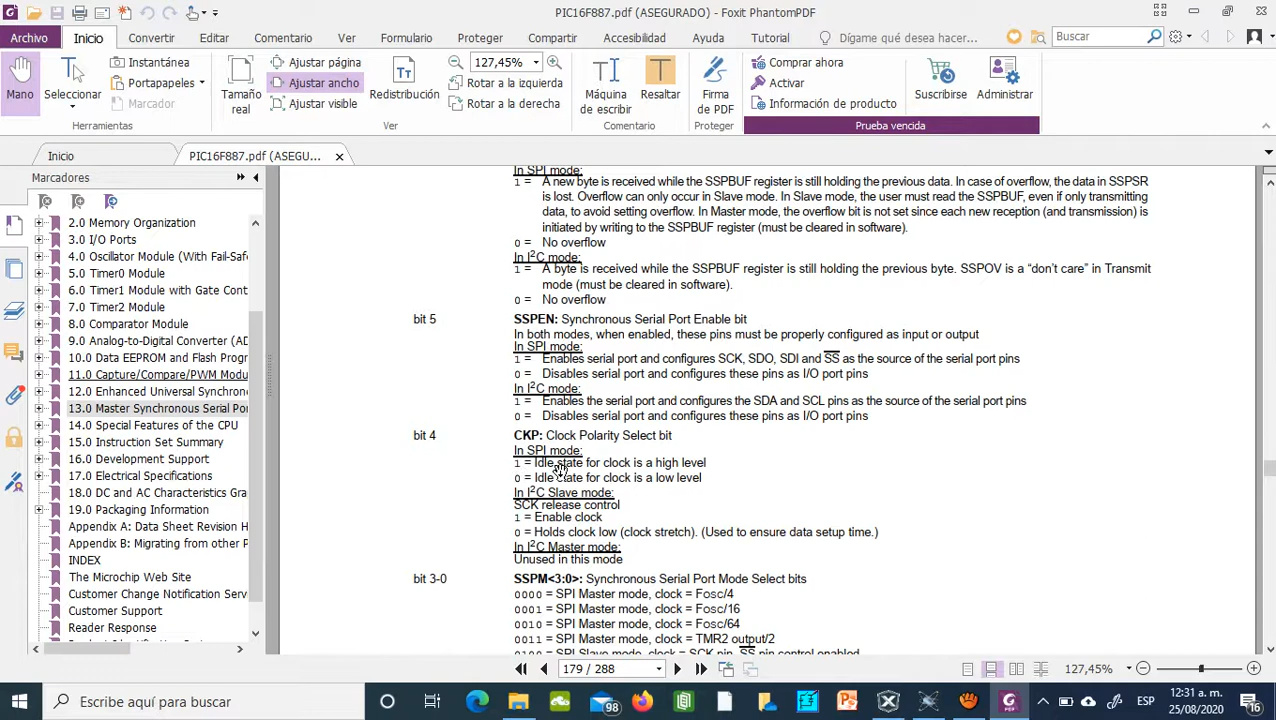 PIC16F887.pdf (ASEGURADO) - Foxit PhantomPDF
Archivo Inicio Convertir Editar Comentario Ver Formulario Proteger Compartir Accesibilidad Ayuda Tutorial Dígame qué desea hacer... Buscar
Mano
Seleccionar
Instantánea
Portapapeles
Marcador
Herramientas
Tamaño real
Ajustar página
Ajustar ancho
Ajustar visible
Redistribución
127,45%
Rotar a la izquierda
Rotar a la derecha
Ver
Máquina de escribir
Resaltar
Comentario
Firma de PDF
Proteger
Comprar ahora
Activar
Información de producto
Suscribirse
Administrar
Prueba vencida
Inicio PIC16F887.pdf (ASEGU...
Marcadores
2.0 Memory Organization
3.0 I/O Ports
4.0 Oscillator Module (With Fail-Safe
5.0 Timer0 Module
6.0 Timer1 Module with Gate Cont
7.0 Timer2 Module
8.0 Comparator Module
9.0 Analog-to-Digital Converter (AD
10.0 Data EEPROM and Flash Progr
11.0 Capture/Compare/PWM Modu
12.0 Enhanced Universal Synchron
13.0 Master Synchronous Serial Por
14.0 Special Features of the CPU
15.0 Instruction Set Summary
16.0 Development Support
17.0 Electrical Specifications
18.0 DC and AC Characteristics Gra
19.0 Packaging Information
Appendix A: Data Sheet Revision H
Appendix B: Migrating from other P
INDEX
The Microchip Web Site
Customer Change Notification Serv
Customer Support
Reader Response
In SPI mode:
1 = A new byte is received while the SSPBUF register is still holding the previous data. In case of overflow, the data in SSPSR
is lost. Overflow can only occur in Slave mode. In Slave mode, the user must read the SSPBUF, even if only transmitting
data, to avoid setting overflow. In Master mode, the overflow bit is not set since each new reception (and transmission) is
initiated by writing to the SSPBUF register (must be cleared in software).
0 = No overflow
In I2C mode:
1 = A byte is received while the SSPBUF register is still holding the previous byte. SSPOV is a “don’t care” in Transmit
mode (must be cleared in software).
0 = No overflow
bit 5 SSPEN: Synchronous Serial Port Enable bit
In both modes, when enabled, these pins must be properly configured as input or output
In SPI mode:
1 = Enables serial port and configures SCK, SDO, SDI and SS as the source of the serial port pins
0 = Disables serial port and configures these pins as I/O port pins
In I2C mode:
1 = Enables the serial port and configures the SDA and SCL pins as the source of the serial port pins
0 = Disables serial port and configures these pins as I/O port pins
bit 4 CKP: Clock Polarity Select bit
In SPI mode:
1 = Idle state for clock is a high level
0 = Idle state for clock is a low level
In I2C Slave mode:
SCK release control
1 = Enable clock
0 = Holds clock low (clock stretch). (Used to ensure data setup time.)
In I2C Master mode:
Unused in this mode
bit 3-0 SSPM<3:0>: Synchronous Serial Port Mode Select bits
0000 = SPI Master mode, clock = FOSC/4
0001 = SPI Master mode, clock = FOSC/16
0010 = SPI Master mode, clock = FOSC/64
0011 = SPI Master mode, clock = TMR2 output/2
0100 = SPI Slave mode, clock = SCK pin, SS pin control enabled
179 / 288 127,45%
Escribe aquí para buscar
98
ESP
12:31 a. m.
25/08/2020
16